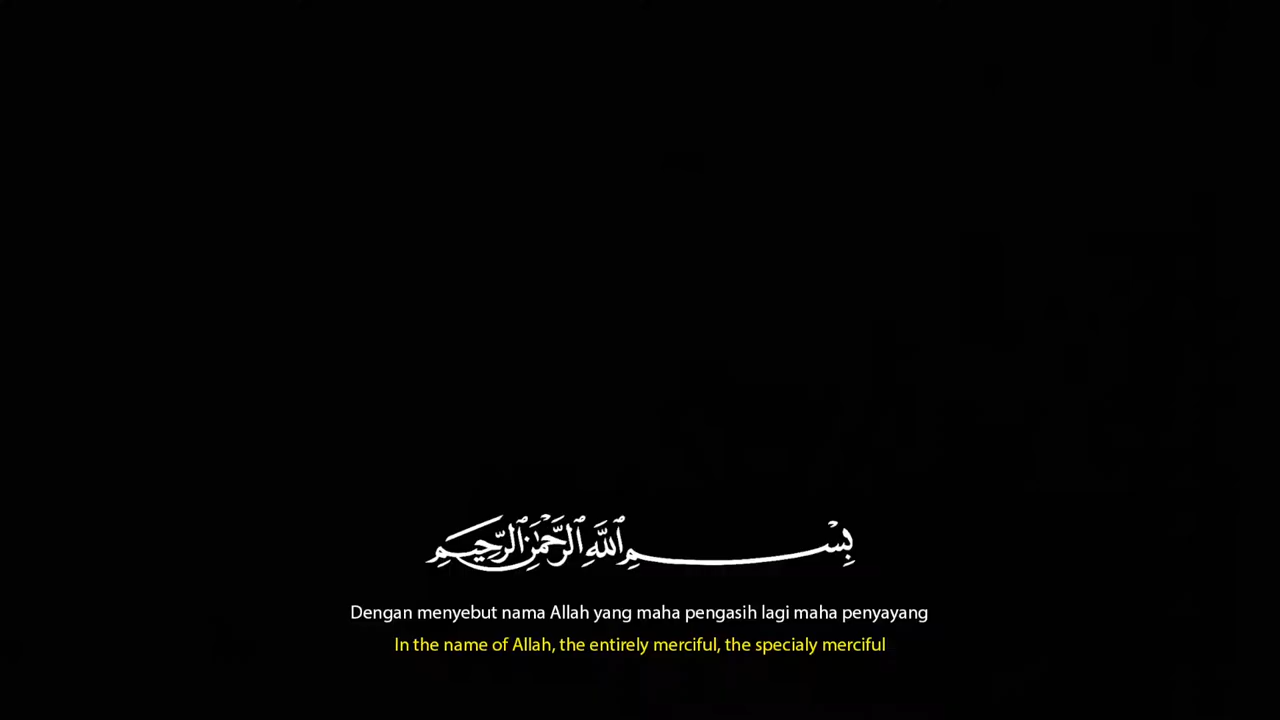 بِسْمِ ٱللَّهِ ٱلرَّحْمَٰنِ ٱلرَّحِيمِ
Dengan menyebut nama Allah yang maha pengasih lagi maha penyayang
In the name of Allah, the entirely merciful, the specialy merciful